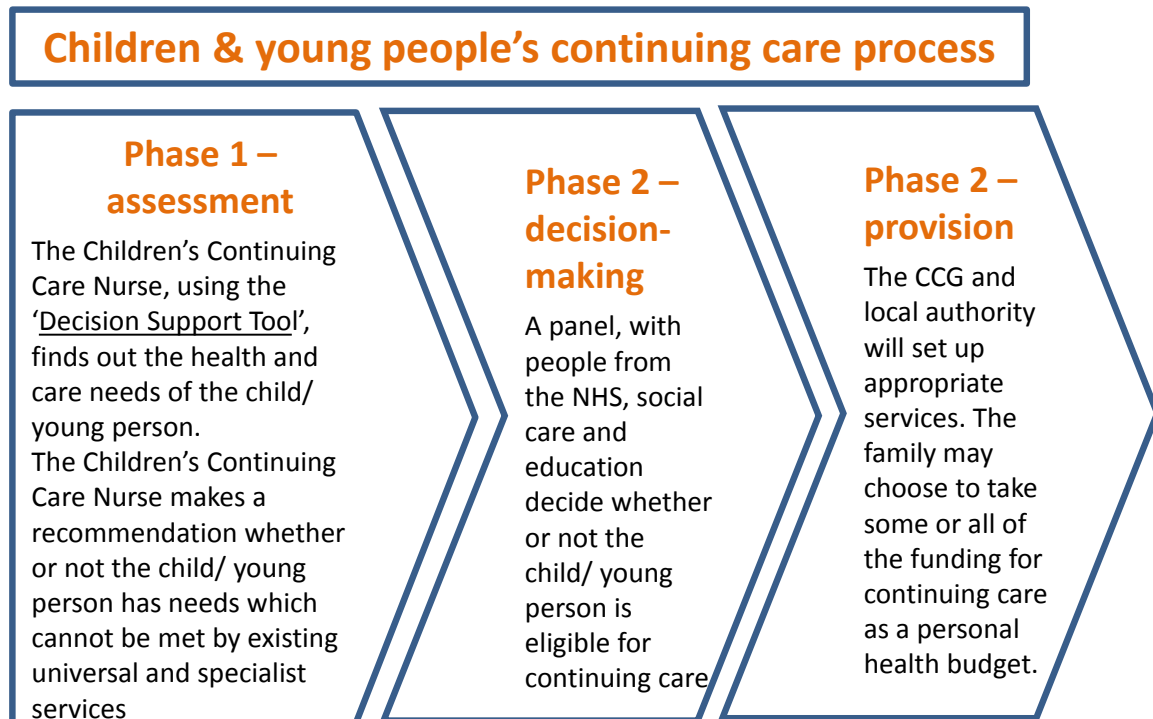 Children & young people's continuing care process
Phase 1 –
assessment
The Children's Continuing
Care Nurse, using the
'Decision Support Tool',
finds out the health and
care needs of the child/
young person.
The Children's Continuing
Care Nurse makes a
recommendation whether
or not the child/ young
person has needs which
cannot be met by existing
universal and specialist
services
Phase 2 –
decision-
making
A panel, with
people from
the NHS, social
care and
education
decide whether
or not the
child/ young
person is
eligible for
continuing care
Phase 2 –
provision
The CCG and
local authority
will set up
appropriate
services. The
family may
choose to take
some or all of
the funding for
continuing care
as a personal
health budget.